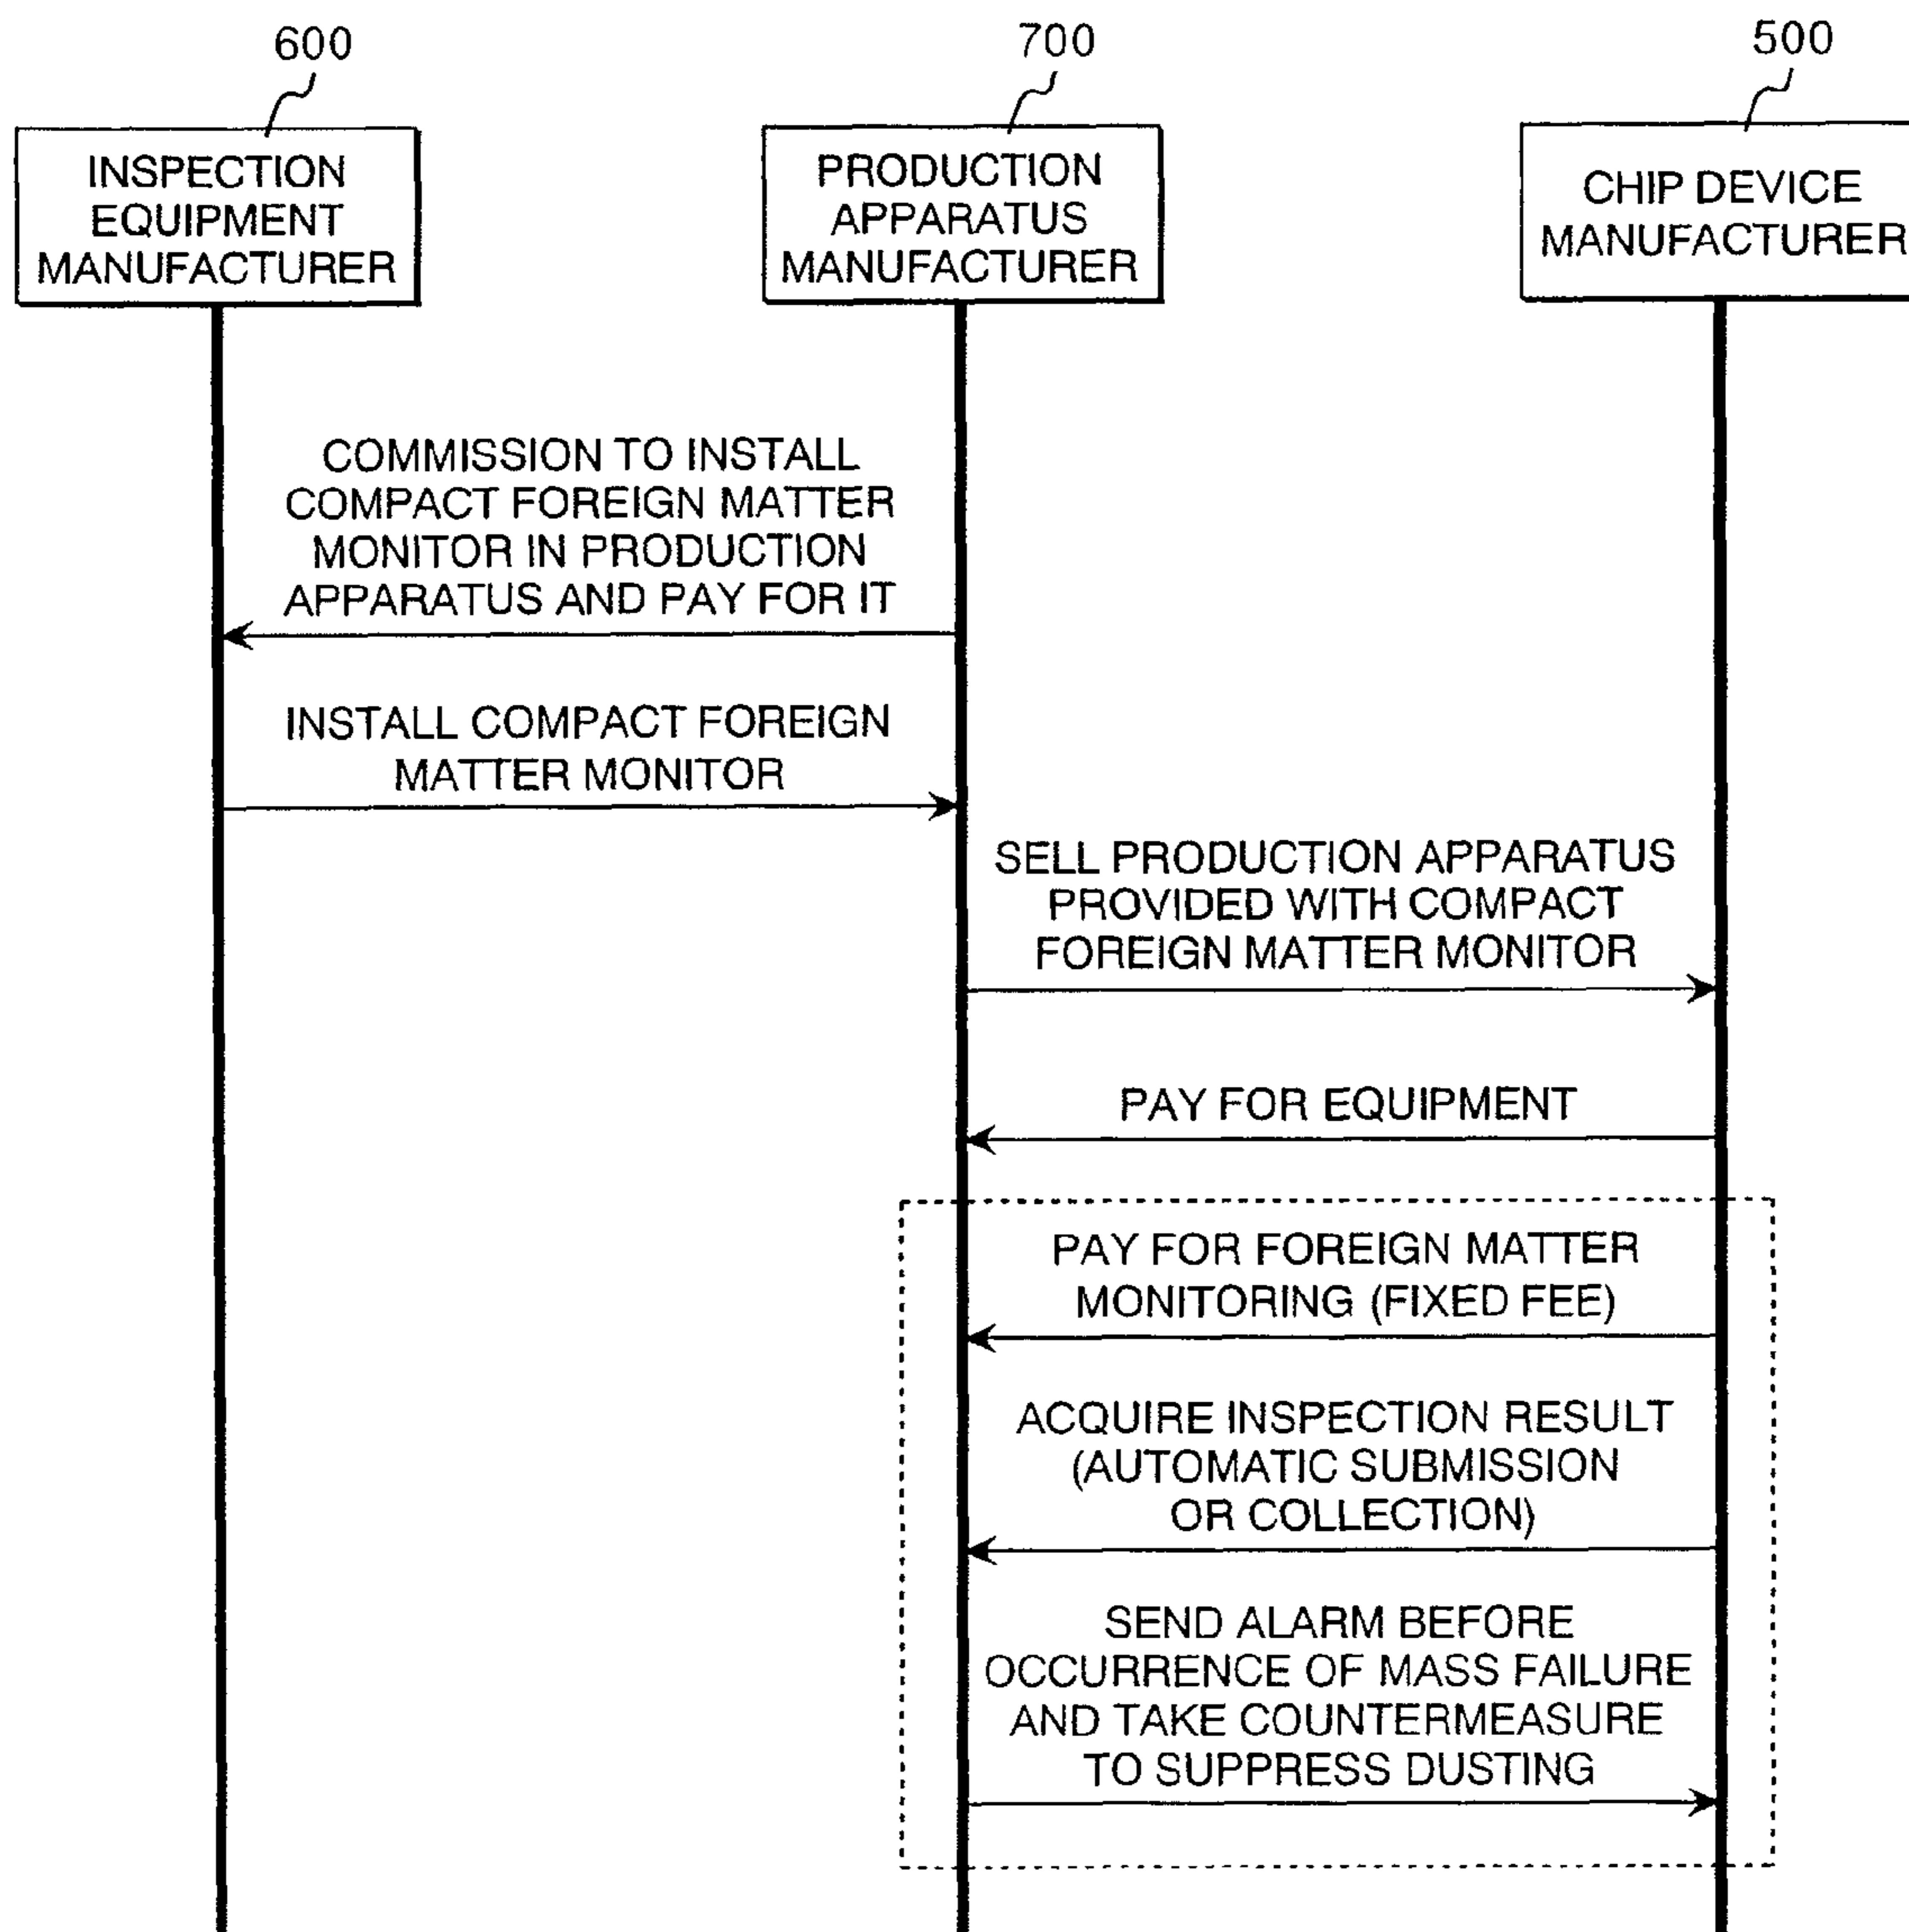 600
700
500
INSPECTION
EQUIPMENT
MANUFACTURER
PRODUCTION
APPARATUS
MANUFACTURER
CHIP DEVICE
MANUFACTURER
COMMISSION TO INSTALL
COMPACT FOREIGN MATTER
MONITOR IN PRODUCTION
APPARATUS AND PAY FOR IT
INSTALL COMPACT FOREIGN
MATTER MONITOR
SELL PRODUCTION APPARATUS
PROVIDED WITH COMPACT
FOREIGN MATTER MONITOR
PAY FOR EQUIPMENT
PAY FOR FOREIGN MATTER
MONITORING (FIXED FEE)
ACQUIRE INSPECTION RESULT
(AUTOMATIC SUBMISSION
OR COLLECTION)
SEND ALARM BEFORE
OCCURRENCE OF MASS FAILURE
AND TAKE COUNTERMEASURE
TO SUPPRESS DUSTING